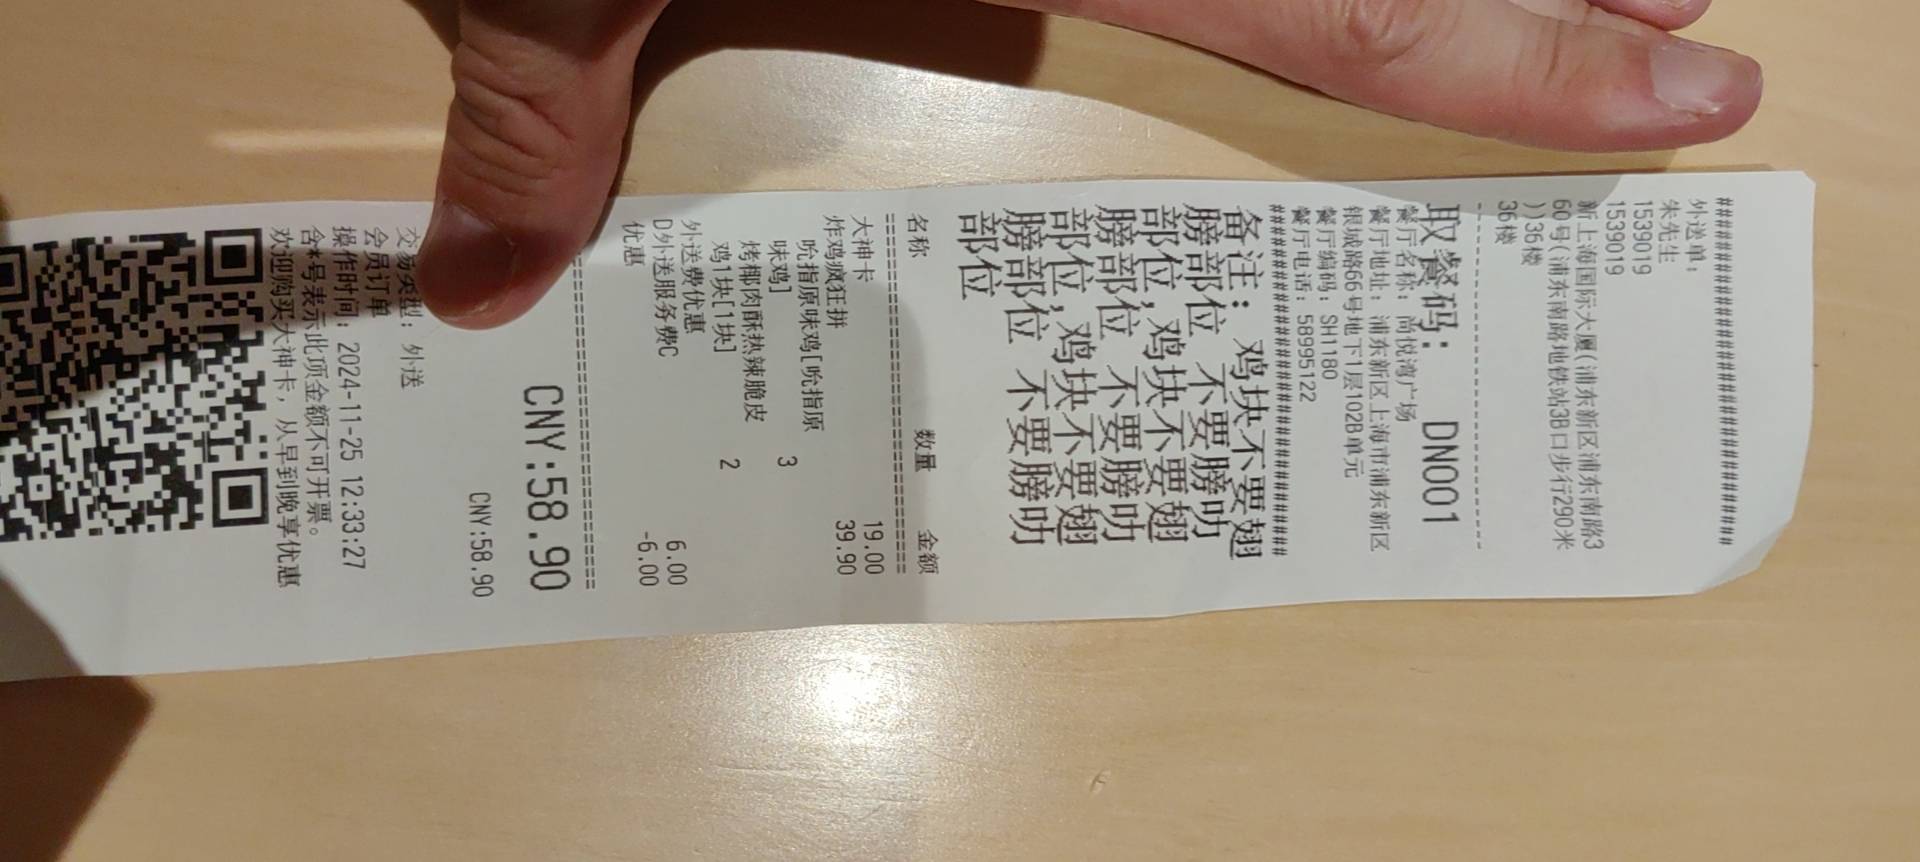 ##################################
外送单：
朱先生
1539019
1539019
新上海国际大厦(浦东新区浦东南路3
60号(浦东南路地铁站3B口步行290米
))36楼
36楼
取餐码： DN001
餐厅名称：尚悦湾广场
餐厅地址：浦东新区上海市浦东新区
银城路66号地下1层102B单元
餐厅编码：SH1180
餐厅电话：58995122
##################################
备注：鸡块不要翅
膀部位 不要膀叻
部位,鸡块不要翅
膀部位 不要膀叻
部位,鸡块不要翅
膀部位 不要膀叻
部位
名称 数量 金额
大神卡 19.00
炸鸡疯狂拼 39.90
吮指原味鸡[吮指原
味鸡] 3
烤椰肉酥热辣脆皮
鸡1块[1块] 2
外送费优惠 6.00
D外送服务费C -6.00
优惠
CNY:58.90
CNY:58.90
交易类型：外送
会员订单
操作时间：2024-11-25 12:33:27
含*号表示此项金额不可开票。
欢迎购买大神卡，从早到晚享优惠